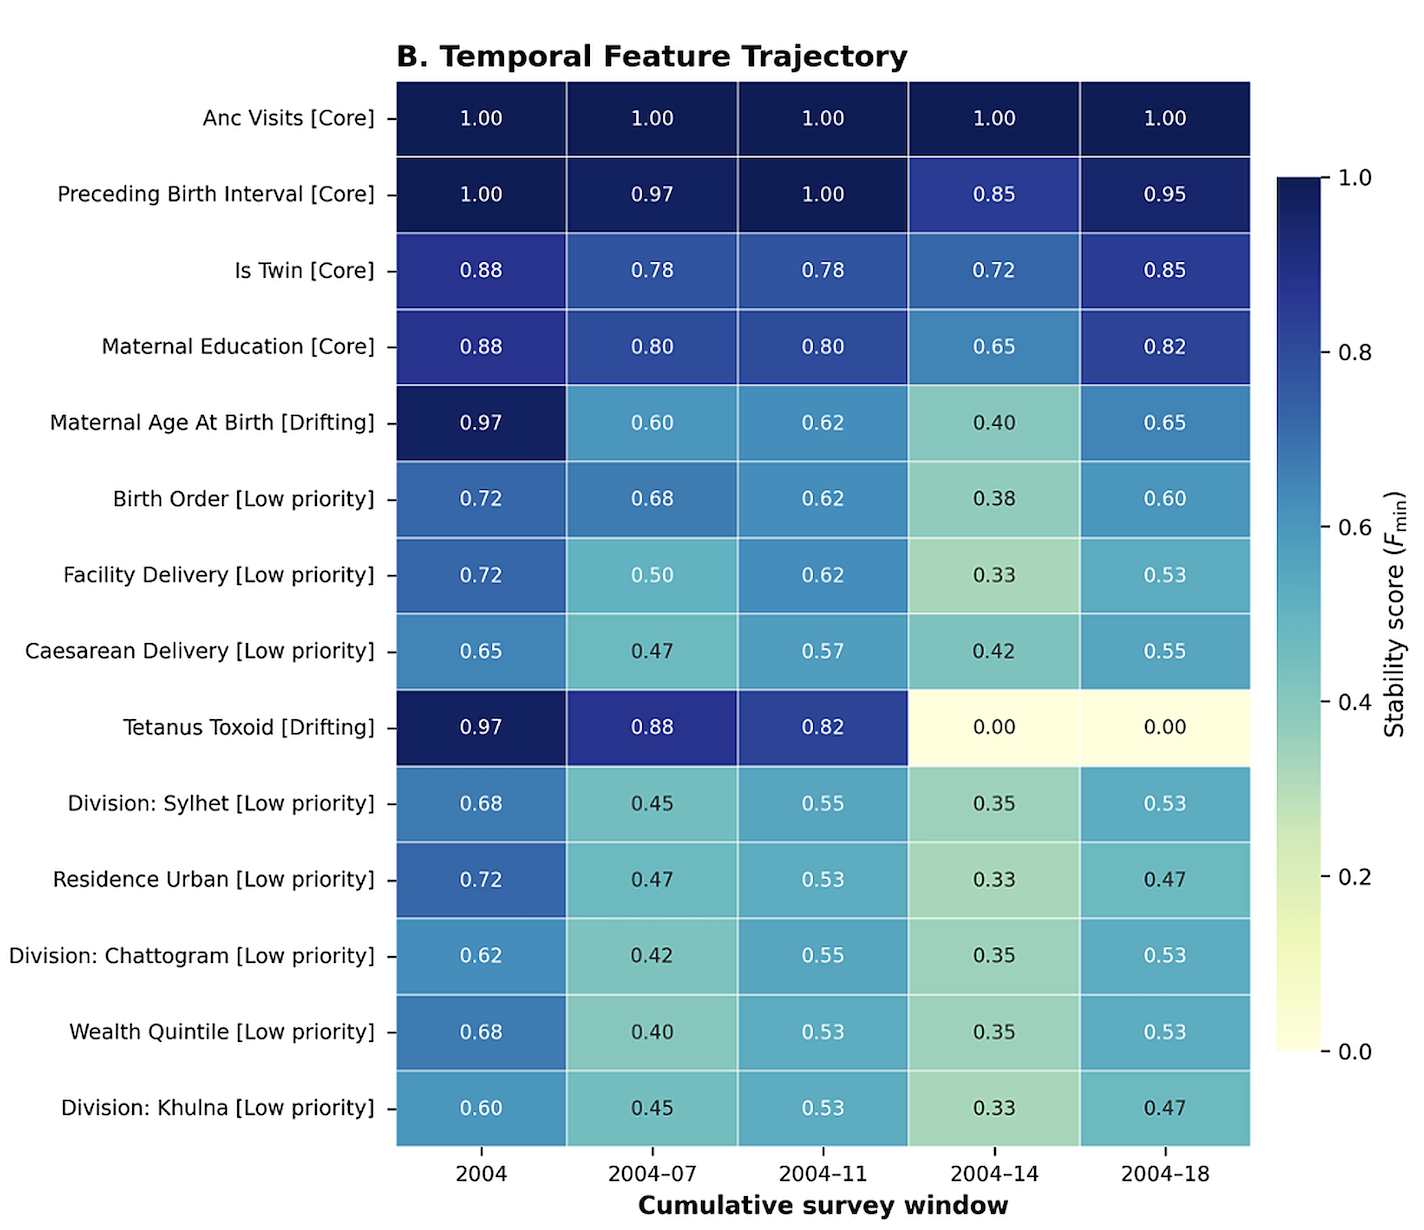 B. Temporal Feature Trajectory
Anc Visits [Core] 1.00 1.00 1.00 1.00 1.00
Preceding Birth Interval [Core] 1.00 0.97 1.00 0.85 0.95
Is Twin [Core] 0.88 0.78 0.78 0.72 0.85
Maternal Education [Core] 0.88 0.80 0.80 0.65 0.82
Maternal Age At Birth [Drifting] 0.97 0.60 0.62 0.40 0.65
Birth Order [Low priority] 0.72 0.68 0.62 0.38 0.60
Facility Delivery [Low priority] 0.72 0.50 0.62 0.33 0.53
Caesarean Delivery [Low priority] 0.65 0.47 0.57 0.42 0.55
Tetanus Toxoid [Drifting] 0.97 0.88 0.82 0.00 0.00
Division: Sylhet [Low priority] 0.68 0.45 0.55 0.35 0.53
Residence Urban [Low priority] 0.72 0.47 0.53 0.33 0.47
Division: Chattogram [Low priority] 0.62 0.42 0.55 0.35 0.53
Wealth Quintile [Low priority] 0.68 0.40 0.53 0.35 0.53
Division: Khulna [Low priority] 0.60 0.45 0.53 0.33 0.47
2004 2004–07 2004–11 2004–14 2004–18
Cumulative survey window
1.0
0.8
0.6
0.4
0.2
0.0
Stability score (Fmin)